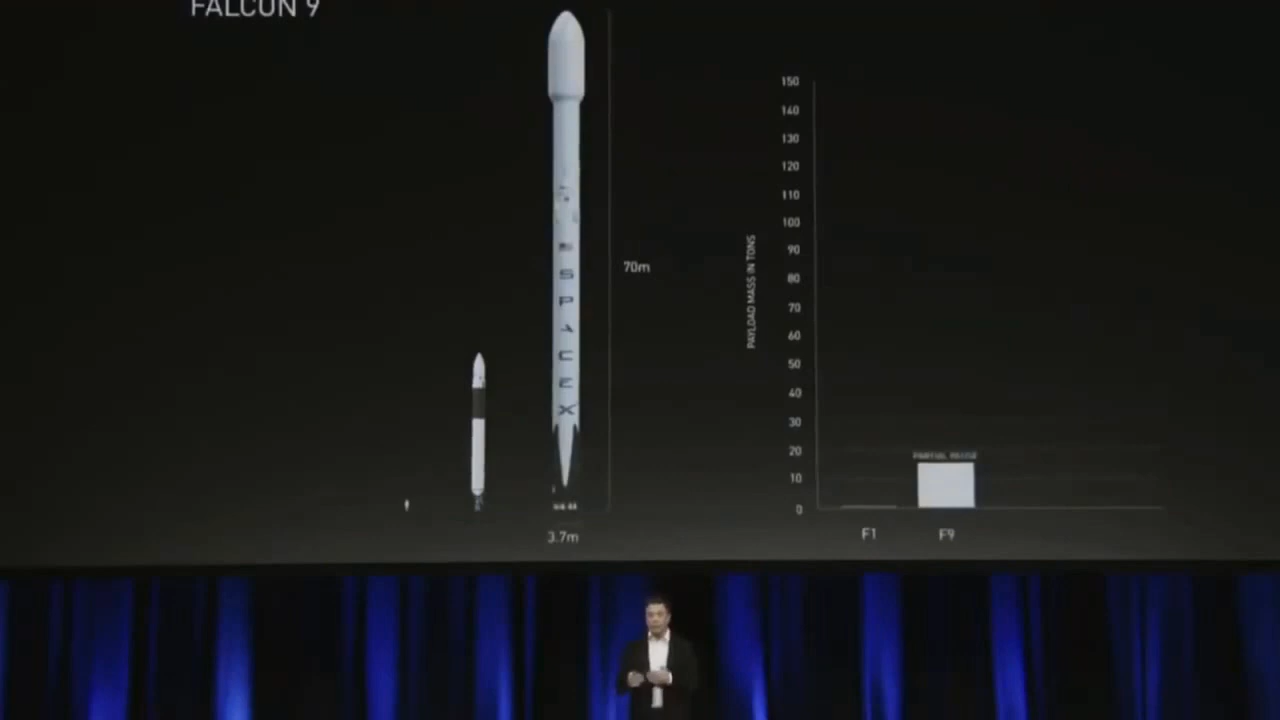 FALCON 9
SPACEX
70m
3.7m
PAYLOAD MASS IN TONS
150
140
130
120
110
100
90
80
70
60
50
40
30
20
10
0
PARTIAL REUSE
F1
F9